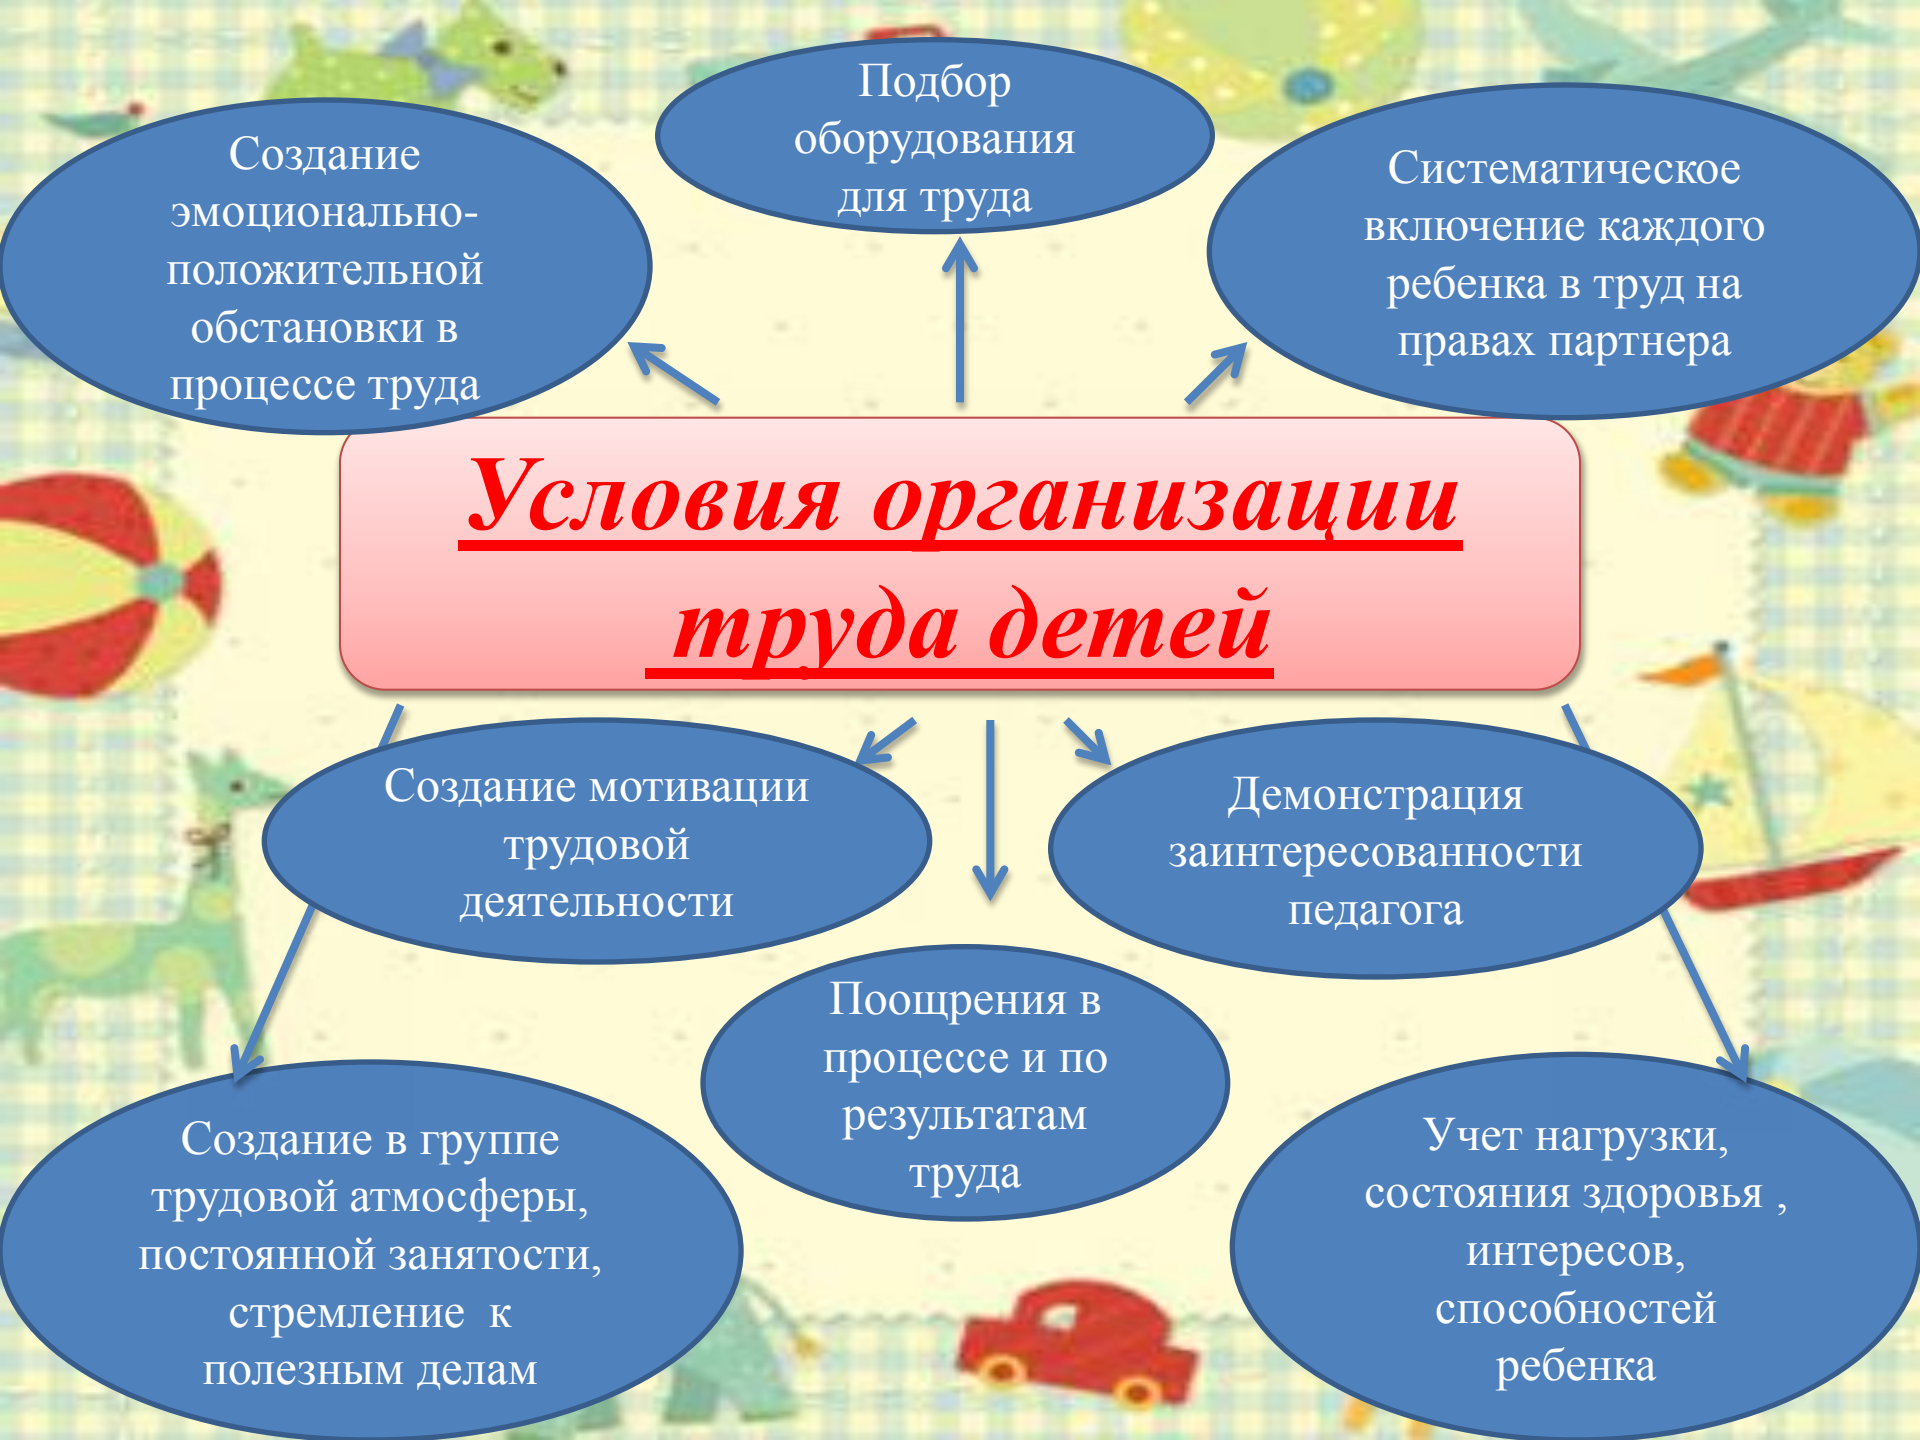 Подбор
оборудования
для труда
Создание
эмоционально-
положительной
обстановки в
процессе труда
Систематическое
включение каждого
ребенка в труд на
правах партнера
Условия организации
труда детей
Создание мотивации
трудовой
деятельности
Демонстрация
заинтересованности
педагога
Поощрения в
процессе и по
результатам
труда
Создание в группе
трудовой атмосферы,
постоянной занятости,
стремление  к
полезным делам
Учет нагрузки,
состояния здоровья ,
интересов,
способностей
ребенка